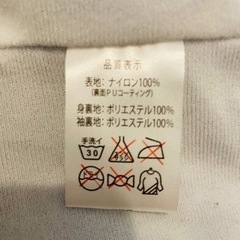 品質表示
表地:ナイロン100%
(裏面PUコーティング)
身裏地:ポリエステル100%
袖裏地:ポリエステル100%
手洗イ
30